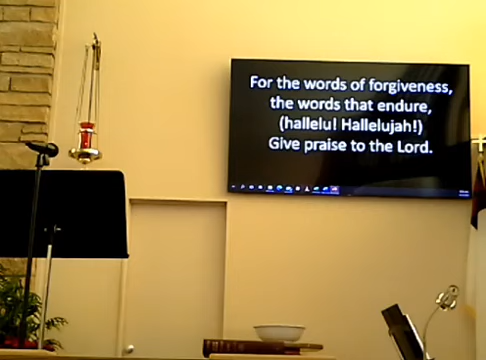 For the words of forgiveness,
the words that endure,
(hallelu! Hallelujah!)
Give praise to the Lord.